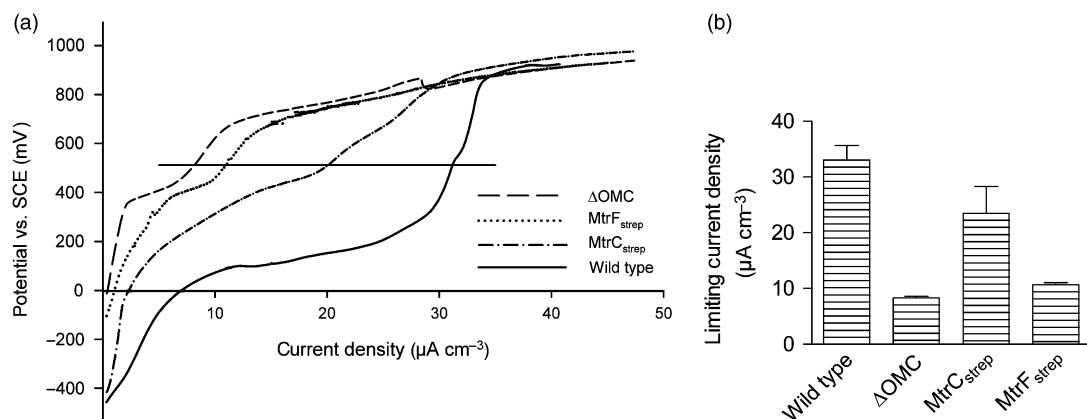 (a)
Potential vs. SCE (mV)
1000
800
600
400
200
0
−200
−400
10
20
30
40
50
Current density (μA cm−3)
ΔOMC
MtrFstrep
MtrCstrep
Wild type
(b)
Limiting current density
(μA cm−3)
40
30
20
10
0
Wild type
ΔOMC
MtrCstrep
MtrF strep